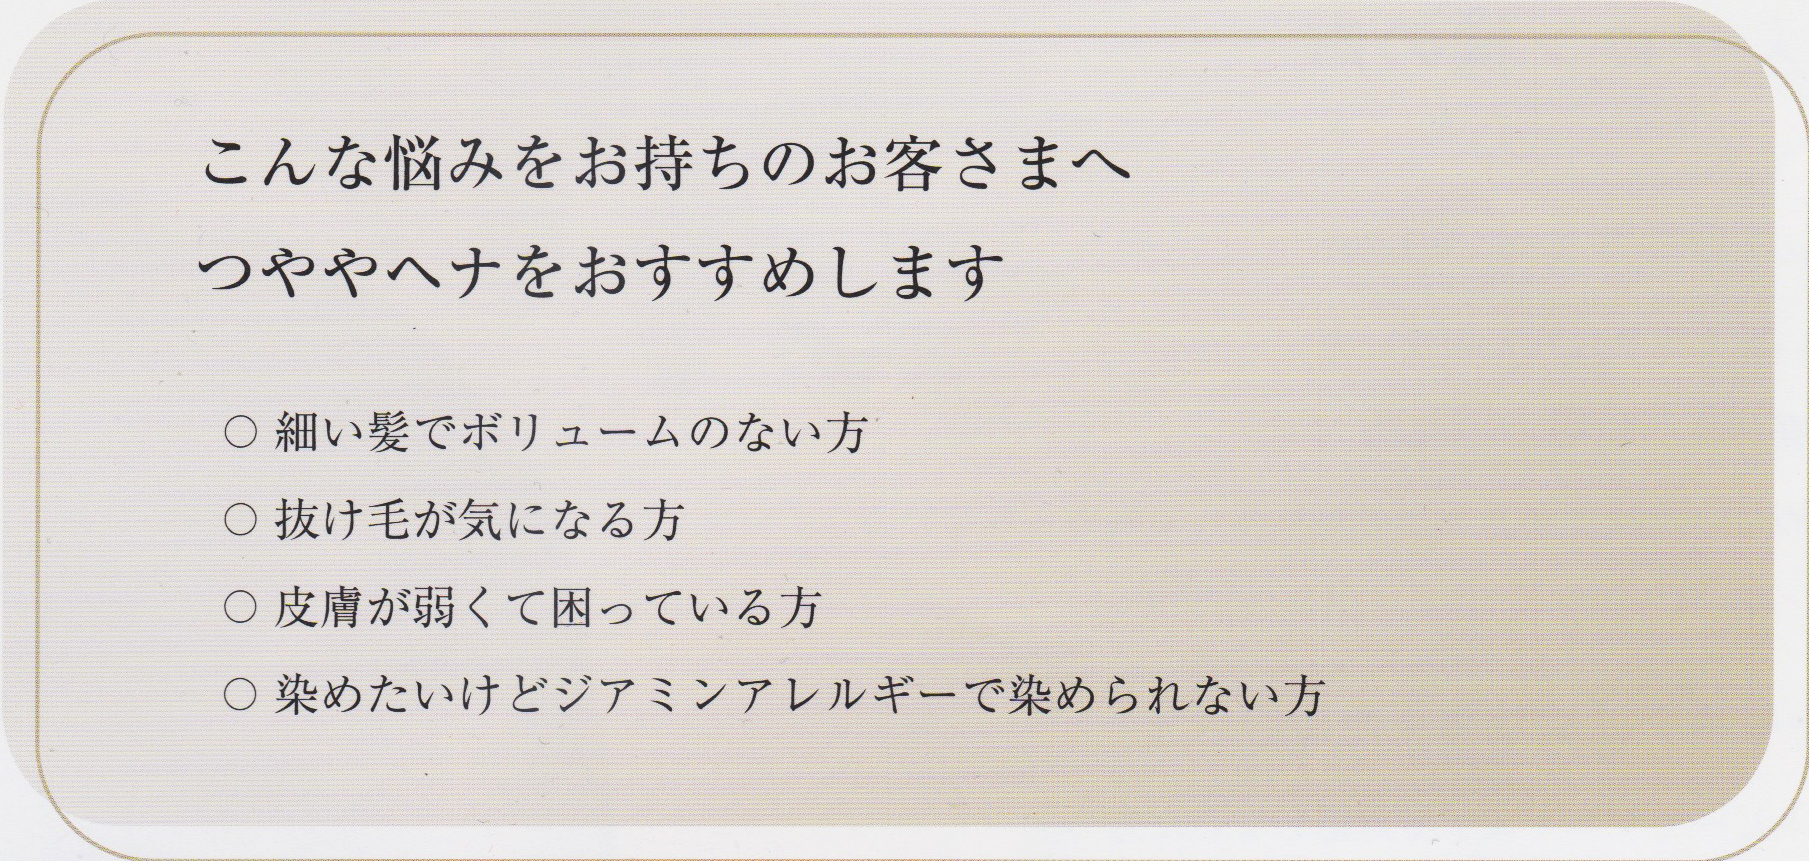 こんな悩みをお持ちのお客さまへ
つややヘナをおすすめします
○ 細い髪でボリュームのない方
○ 抜け毛が気になる方
○ 皮膚が弱くて困っている方
○ 染めたいけどジアミンアレルギーで染められない方